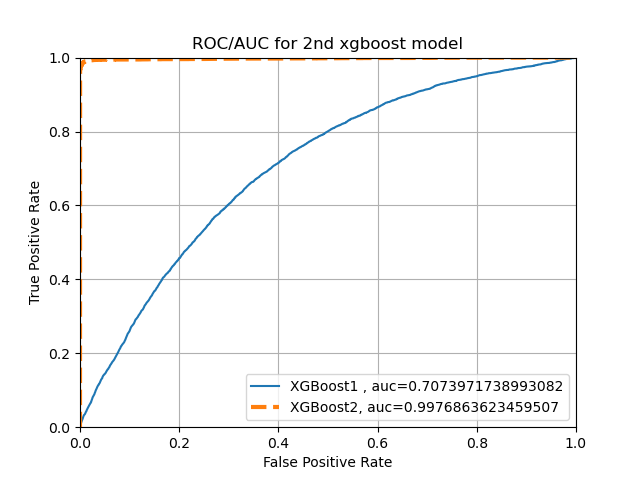 ROC/AUC for 2nd xgboost model
1.0
0.8
0.6
0.4
0.2
0.0
True Positive Rate
XGBoost1 , auc=0.7073971738993082
XGBoost2, auc=0.9976863623459507
0.0 0.2 0.4 0.6 0.8 1.0
False Positive Rate